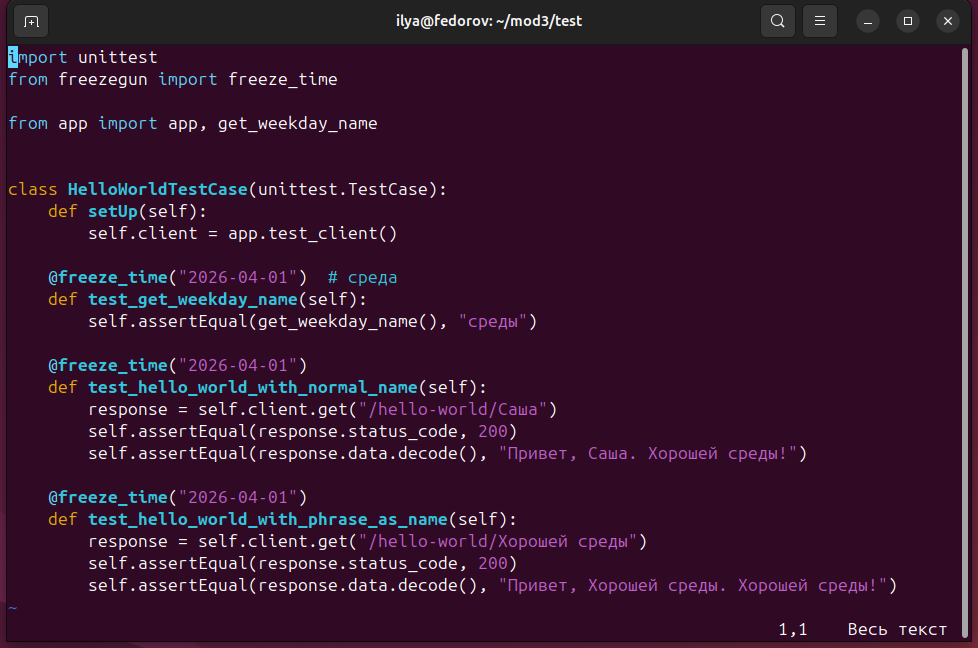 ilya@fedorov: ~/mod3/test
import unittest
from freezegun import freeze_time

from app import app, get_weekday_name


class HelloWorldTestCase(unittest.TestCase):
    def setUp(self):
        self.client = app.test_client()

    @freeze_time("2026-04-01")  # среда
    def test_get_weekday_name(self):
        self.assertEqual(get_weekday_name(), "среды")

    @freeze_time("2026-04-01")
    def test_hello_world_with_normal_name(self):
        response = self.client.get("/hello-world/Саша")
        self.assertEqual(response.status_code, 200)
        self.assertEqual(response.data.decode(), "Привет, Саша. Хорошей среды!")

    @freeze_time("2026-04-01")
    def test_hello_world_with_phrase_as_name(self):
        response = self.client.get("/hello-world/Хорошей среды")
        self.assertEqual(response.status_code, 200)
        self.assertEqual(response.data.decode(), "Привет, Хорошей среды. Хорошей среды!")
~
1,1 Весь текст